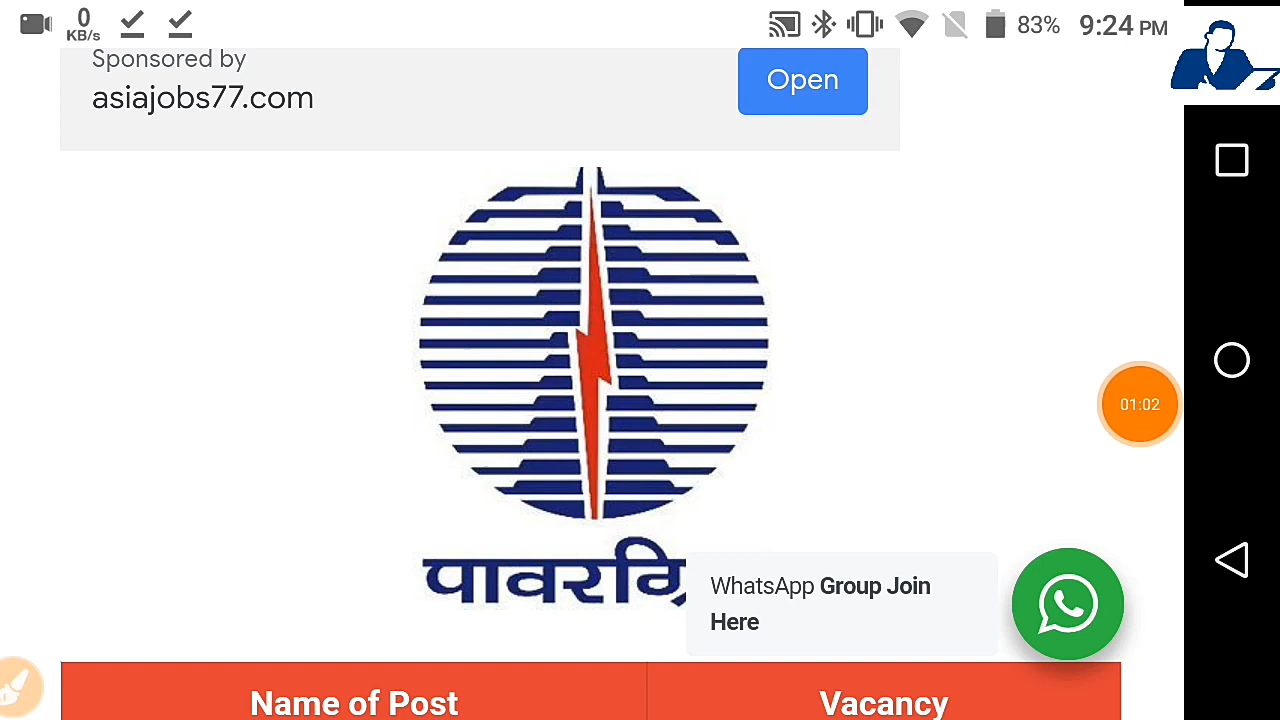 0
KB/s
83%
9:24 PM
Sponsored by
asiajobs77.com
Open
01:02
WhatsApp Group Join
Here
Name of Post
Vacancy